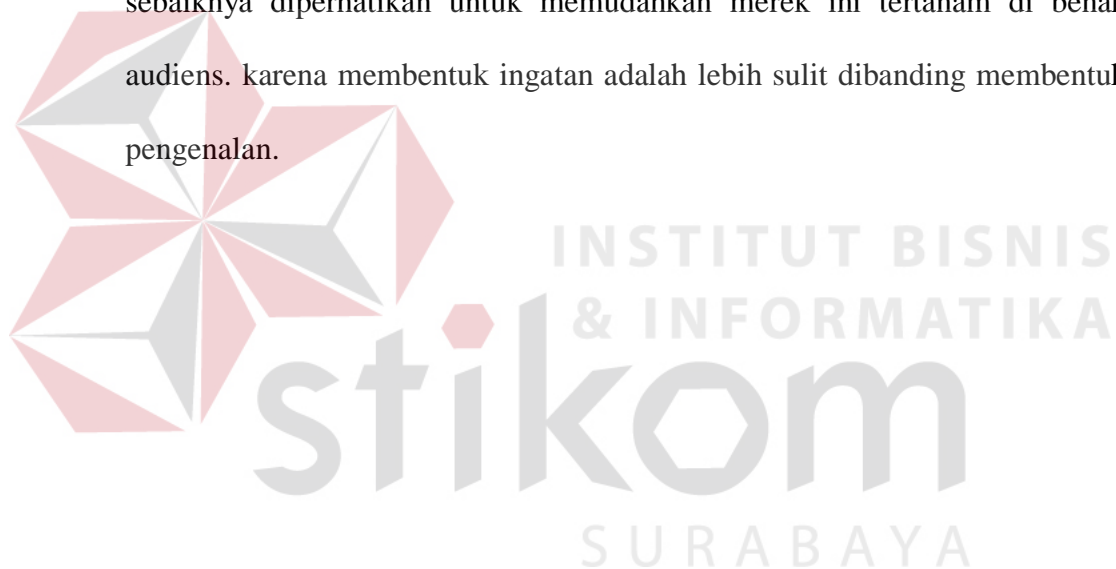 sebaiknya diperhatikan untuk memudahkan merek ini tertanam di benak
audiens. karena membentuk ingatan adalah lebih sulit dibanding membentuk
pengenalan.
INSTITUT BISNIS
& INFORMATIKA
stikom
SURABAYA